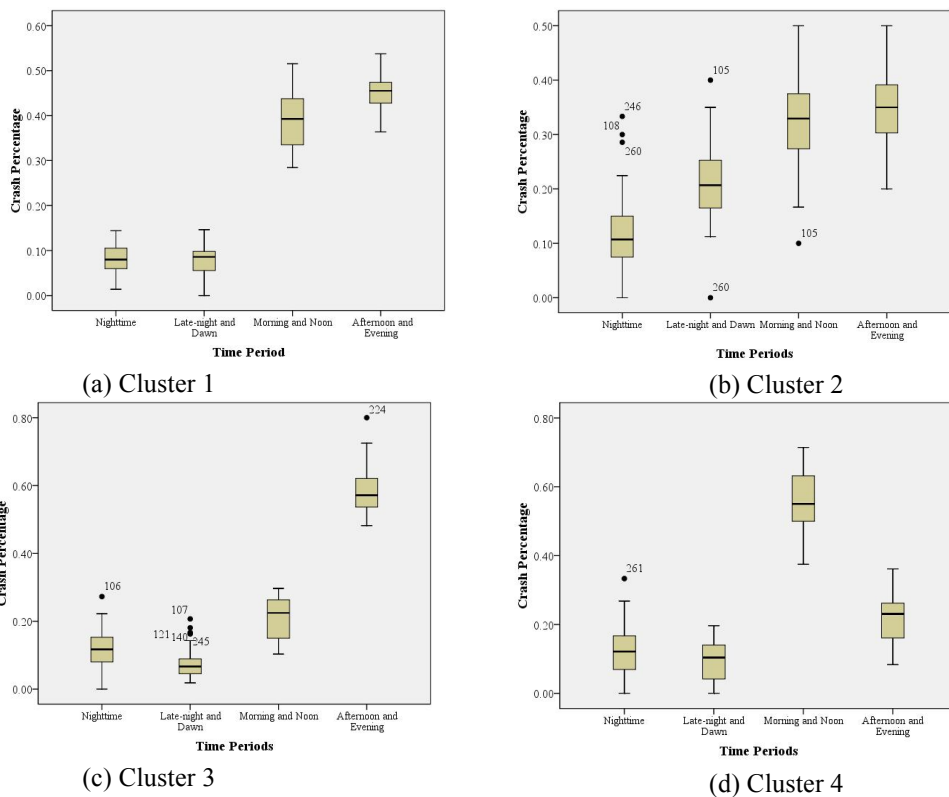 0.60
0.50
0.40
0.30
0.20
0.10
0.00
Crash Percentage
Nighttime
Late-night and
Dawn
Morning and Noon
Afternoon and
Evening
Time Period
(a) Cluster 1
0.50
0.40
0.30
0.20
0.10
0.00
Crash Percentage
246
108
260
105
260
105
Nighttime
Late-night and Dawn
Morning and Noon
Afternoon and
Evening
Time Periods
(b) Cluster 2
0.80
0.60
0.40
0.20
0.00
Crash Percentage
106
107
121
140
245
224
Nighttime
Late-night and
Dawn
Morning and Noon
Afternoon and
Evening
Time Periods
(c) Cluster 3
0.80
0.60
0.40
0.20
0.00
Crash Percentage
261
Nighttime
Late-night and
Dawn
Morning and Noon
Afternoon and
Evening
Time Periods
(d) Cluster 4